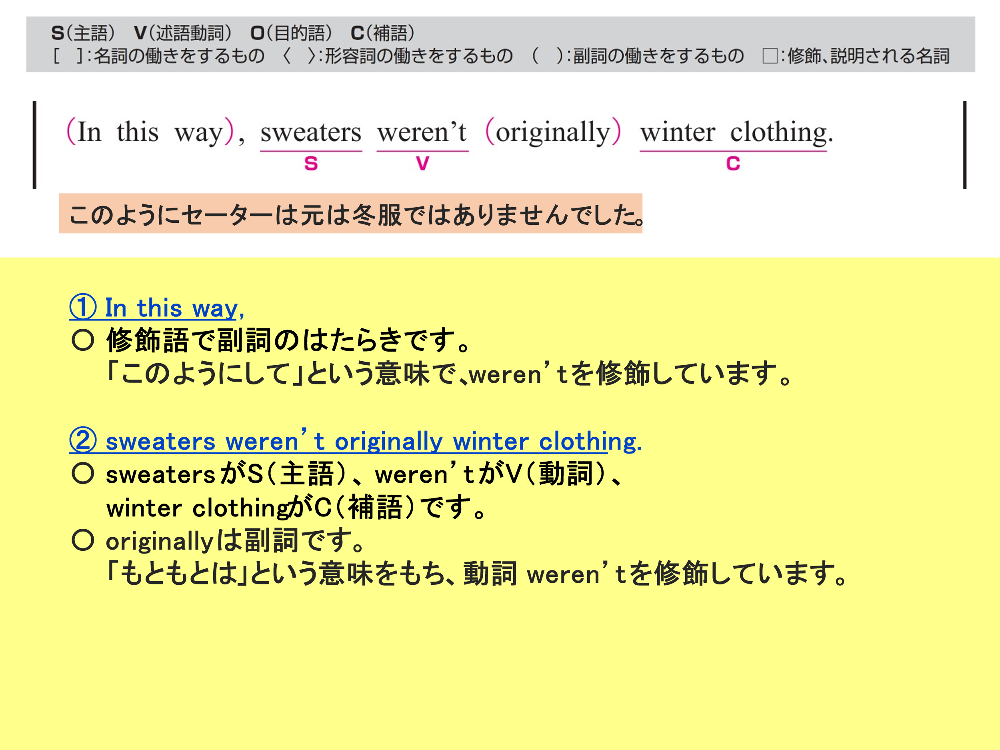 S（主語）　V（述語動詞）　O（目的語）　C（補語）
［　］：名詞の働きをするもの　〈　〉：形容詞の働きをするもの　（　）：副詞の働きをするもの　□：修飾、説明される名詞
(In this way), sweaters weren’t (originally) winter clothing.
S V C
このようにセーターは元は冬服ではありませんでした。
① In this way,
○ 修飾語で副詞のはたらきです。
「このようにして」という意味で、weren’tを修飾しています。
② sweaters weren’t originally winter clothing.
○ sweatersがS（主語）、weren’tがV（動詞）、
winter clothingがC（補語）です。
○ originallyは副詞です。
「もともとは」という意味をもち、動詞 weren’tを修飾しています。